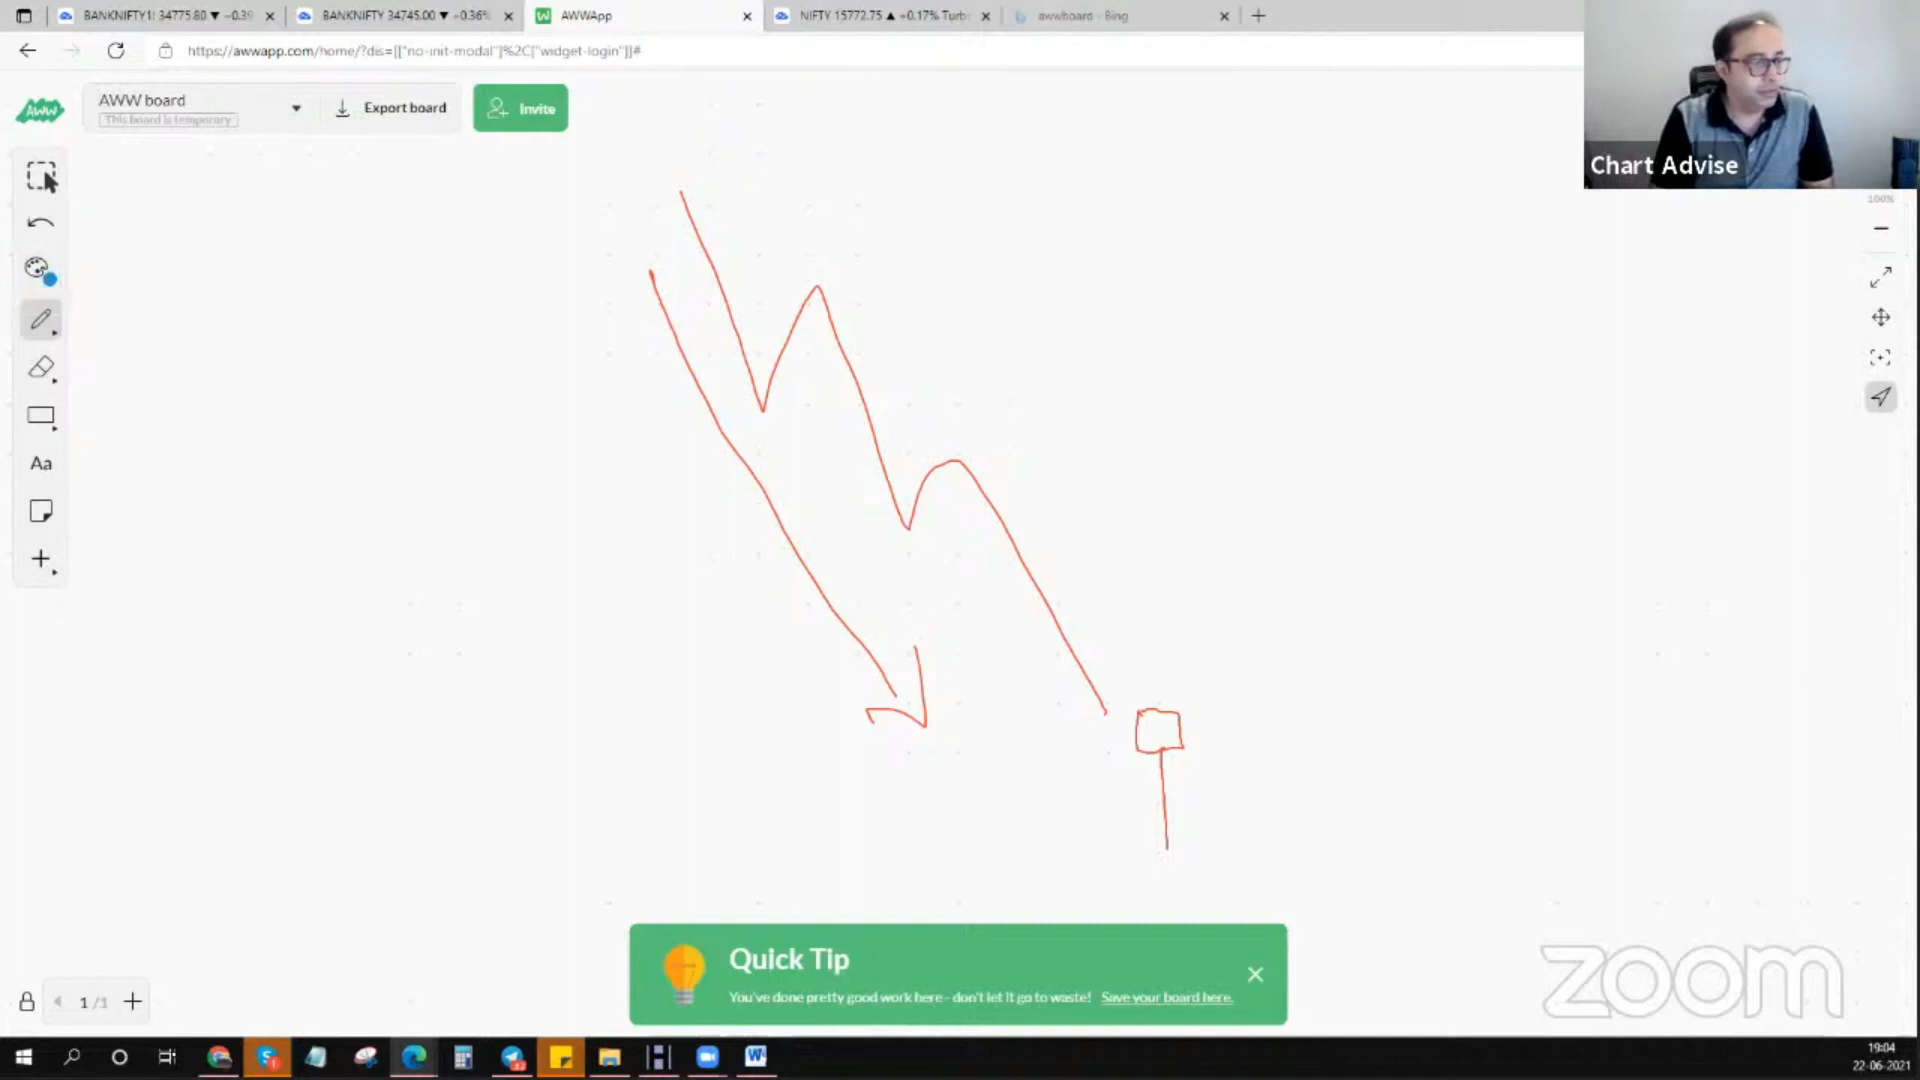 BANKNIFTY1! 34775.80 ▼ −0.39
BANKNIFTY 34745.00 ▼ −0.36%
AWWApp
NIFTY 15772.75 ▲ +0.17% Turb
awwboard - Bing
https://awwapp.com/home/?dis=[["no-init-modal"]%2C["widget-login"]]#
AWW
AWW board
This board is temporary
Export board
Invite
Chart Advise
100%
Aa
Quick Tip
You've done pretty good work here - don't let it go to waste! Save your board here.
1 /1
zoom
19:04
22-06-2021